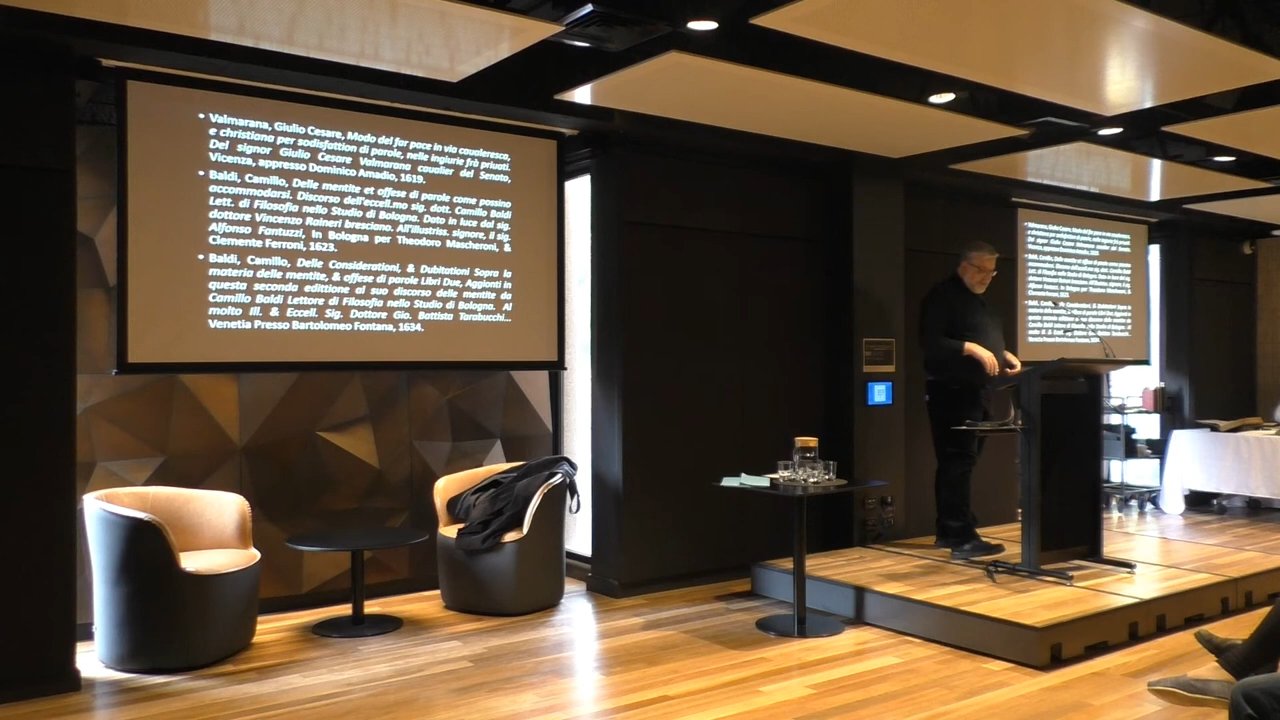 • Valmarana, Giulio Cesare, Modo del far pace in via caualeresca,
e christiana per sodisfattion di parole, nelle ingiurie frà priuati.
Del signor Giulio Cesare Valmarana caualier del Senato,
Vicenza, appresso Dominico Amadio, 1619.
• Baldi, Camillo, Delle mentite et offese di parole come possino
accommodarsi. Discorso dell'eccell.mo sig. dott. Camillo Baldi
Lett. di Filosofia nello Studio di Bologna. Dato in luce dal sig.
dottore Vincenzo Raineri bresciano. All'illustriss. signore, il sig.
Alfonso Fantuzzi, In Bologna per Theodoro Mascheroni, &
Clemente Ferroni, 1623.
• Baldi, Camillo, Delle Considerationi, & Dubitationi Sopra la
materia delle mentite, & offese di parole Libri Due, Aggionti in
questa seconda edittione al suo discorso delle mentite da
Camillo Baldi Lettore di Filosofia nello Studio di Bologna. Al
molto Ill. & Eccell. Sig. Dottore Gio. Battista Tarabucchi...
Venetia Presso Bartolomeo Fontana, 1634.